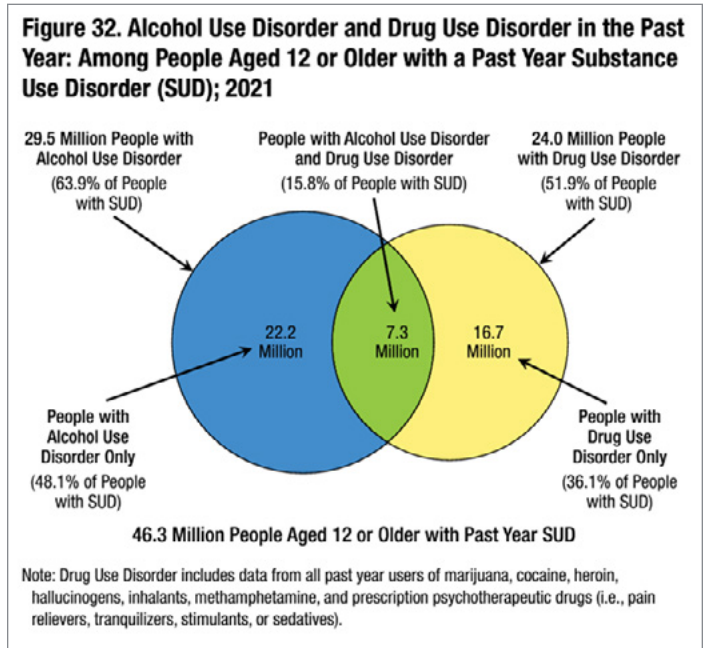 Figure 32. Alcohol Use Disorder and Drug Use Disorder in the Past
Year: Among People Aged 12 or Older with a Past Year Substance
Use Disorder (SUD); 2021
29.5 Million People with
Alcohol Use Disorder
(63.9% of People
with SUD)
People with Alcohol Use Disorder
and Drug Use Disorder
(15.8% of People with SUD)
24.0 Million People
with Drug Use Disorder
(51.9% of People
with SUD)
22.2
Million
7.3
Million
16.7
Million
People with
Alcohol Use
Disorder Only
(48.1% of People
with SUD)
People with
Drug Use
Disorder Only
(36.1% of People
with SUD)
46.3 Million People Aged 12 or Older with Past Year SUD
Note: Drug Use Disorder includes data from all past year users of marijuana, cocaine, heroin,
hallucinogens, inhalants, methamphetamine, and prescription psychotherapeutic drugs (i.e., pain
relievers, tranquilizers, stimulants, or sedatives).